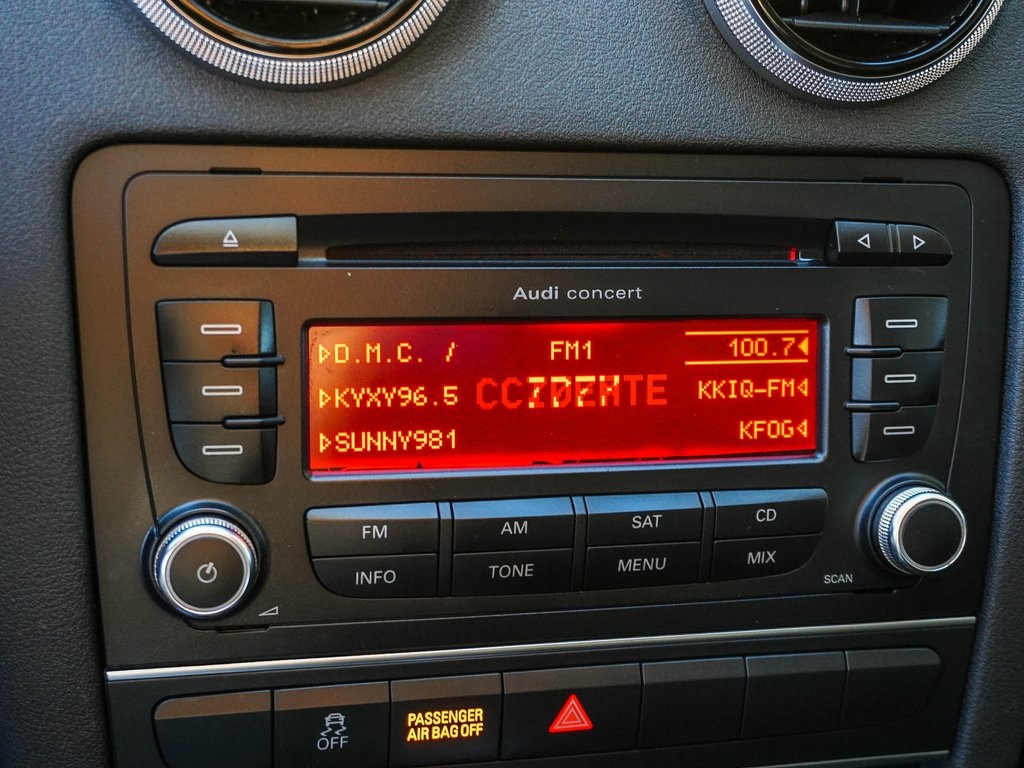 Audi concert
D.M.C. / FM1 100.7
KYXY96.5 KKIQ-FM
SUNNY981 KFOG
FM AM SAT CD
INFO TONE MENU MIX
SCAN
OFF
PASSENGER
AIR BAG OFF